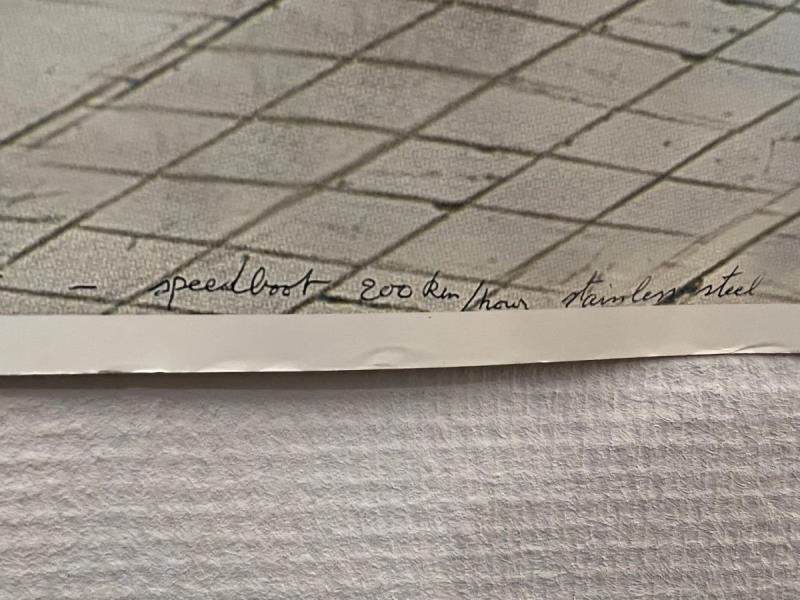 – speedboot 200 km/hour stainless steel